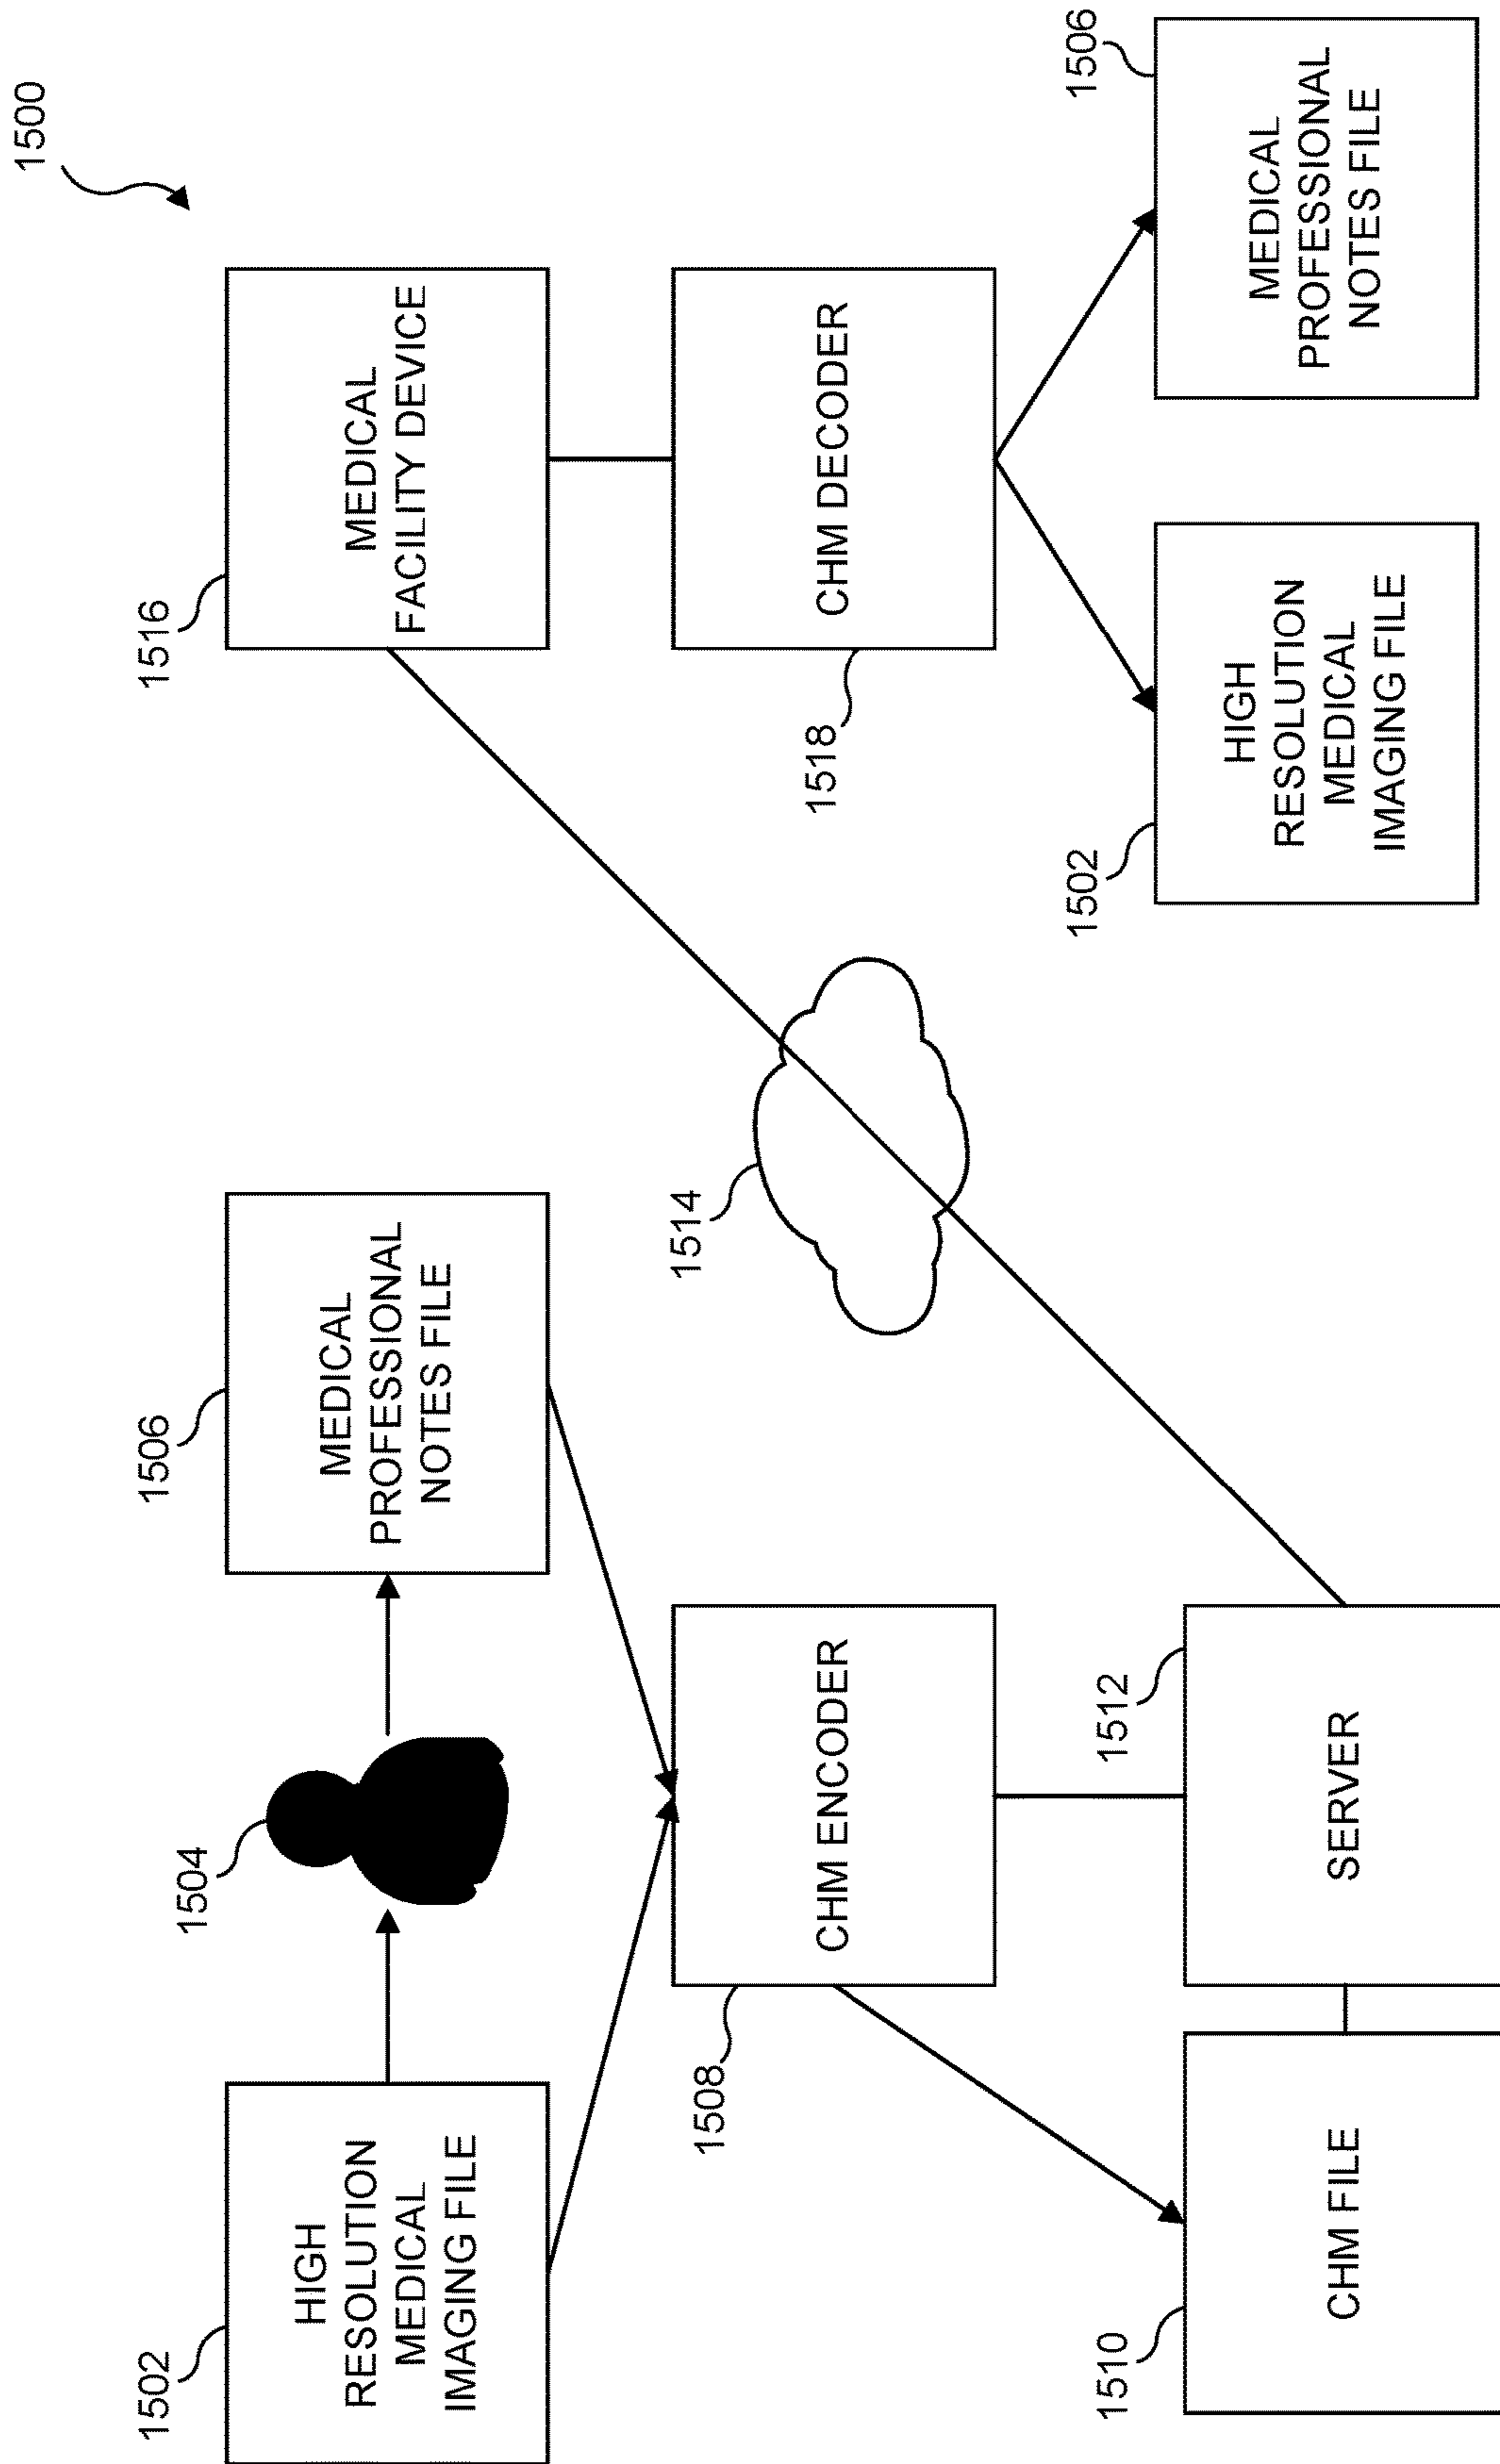 1500
1502
HIGH
RESOLUTION
MEDICAL
IMAGING FILE
1504
1506
MEDICAL
PROFESSIONAL
NOTES FILE
1516
MEDICAL
FACILITY DEVICE
1508
CHM ENCODER
1514
1518
CHM DECODER
1510
CHM FILE
1512
SERVER
1502
HIGH
RESOLUTION
MEDICAL
IMAGING FILE
1506
MEDICAL
PROFESSIONAL
NOTES FILE